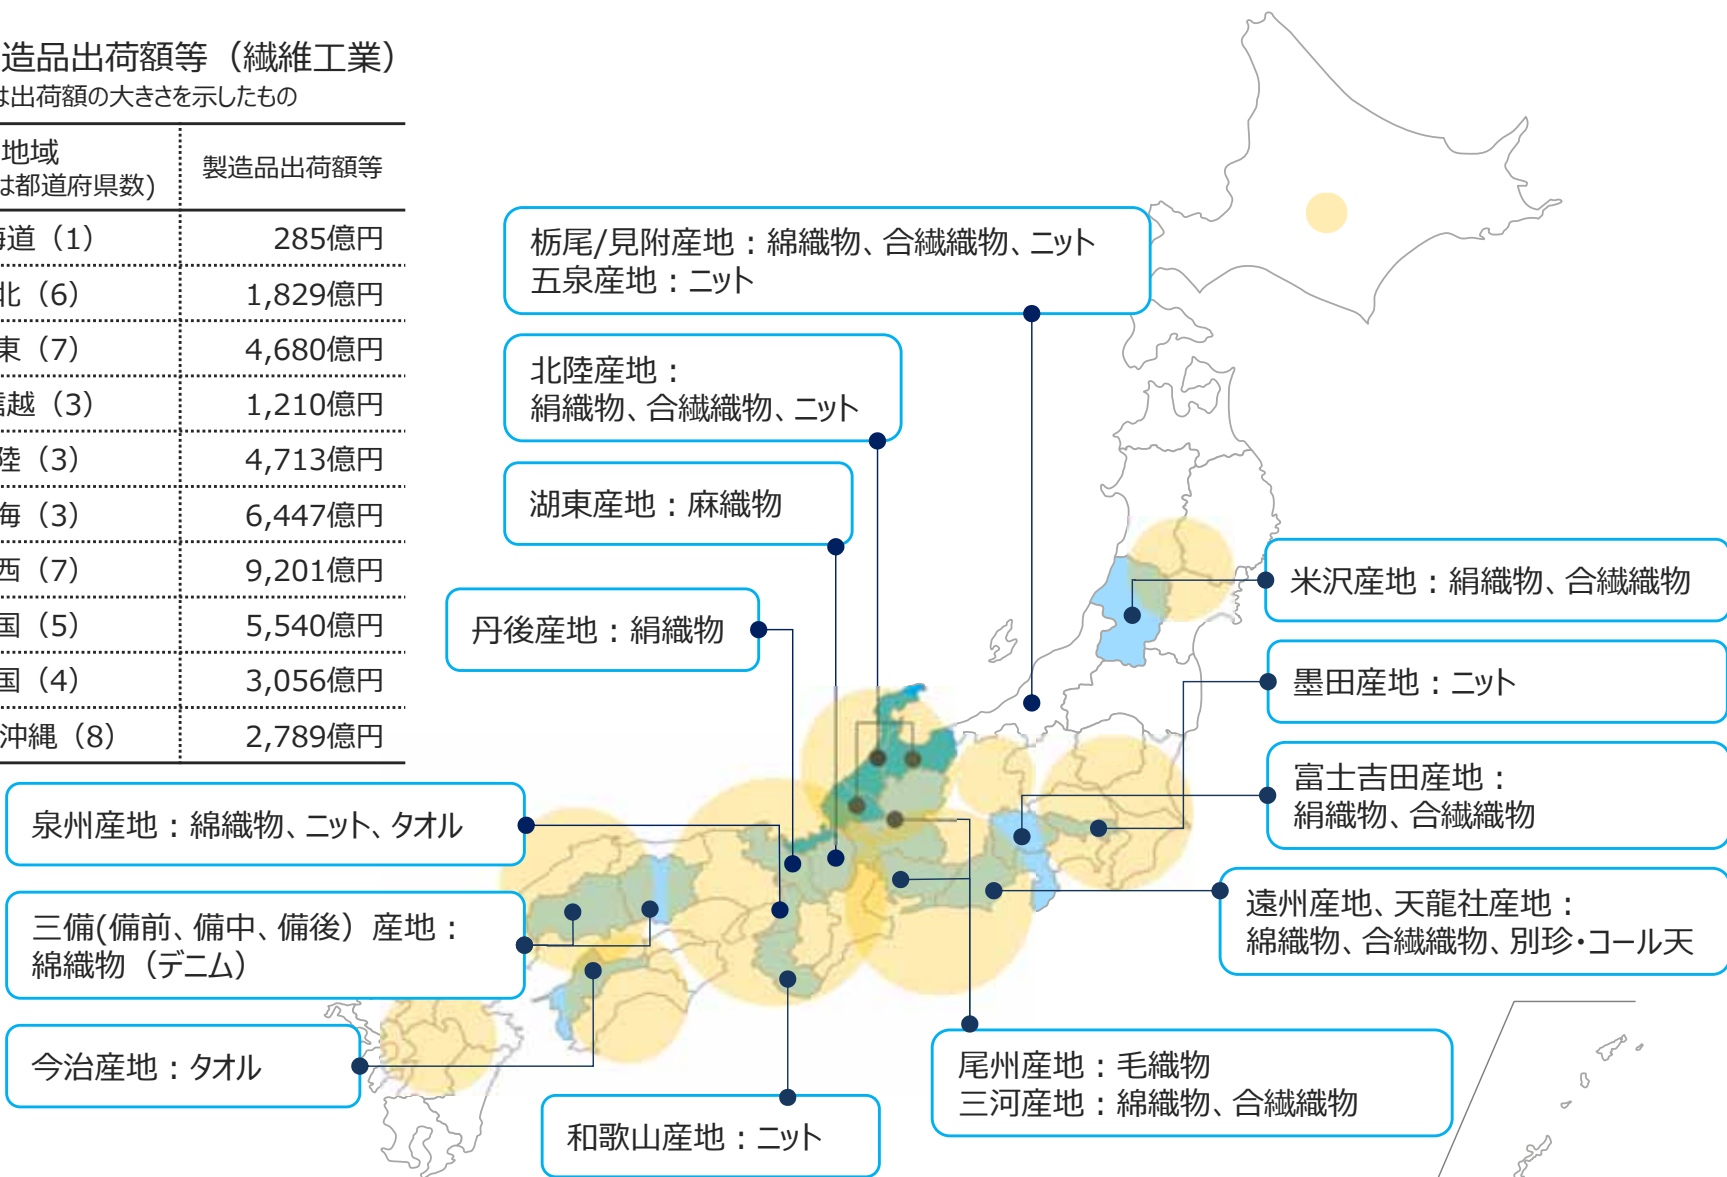 造品出荷額等（繊維工業）
は出荷額の大きさを示したもの
地域
は都道府県数)
製造品出荷額等
海道（1） 285億円
北（6） 1,829億円
東（7） 4,680億円
信越（3） 1,210億円
陸（3） 4,713億円
海（3） 6,447億円
西（7） 9,201億円
国（5） 5,540億円
国（4） 3,056億円
沖縄（8） 2,789億円
栃尾/見附産地：綿織物、合繊織物、ニット
五泉産地：ニット
北陸産地：
絹織物、合繊織物、ニット
湖東産地：麻織物
丹後産地：絹織物
米沢産地：絹織物、合繊織物
墨田産地：ニット
富士吉田産地：
絹織物、合繊織物
泉州産地：綿織物、ニット、タオル
三備(備前、備中、備後）産地：
綿織物（デニム）
遠州産地、天龍社産地：
綿織物、合繊織物、別珍・コール天
今治産地：タオル
尾州産地：毛織物
三河産地：綿織物、合繊織物
和歌山産地：ニット